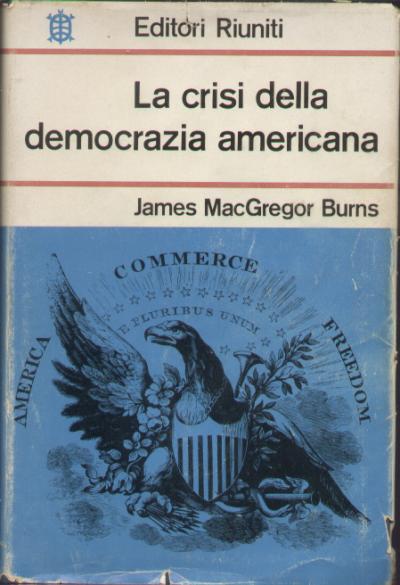 Editori Riuniti
La crisi della
democrazia americana
James MacGregor Burns
COMMERCE
E PLURIBUS UNUM
AMERICA
FREEDOM